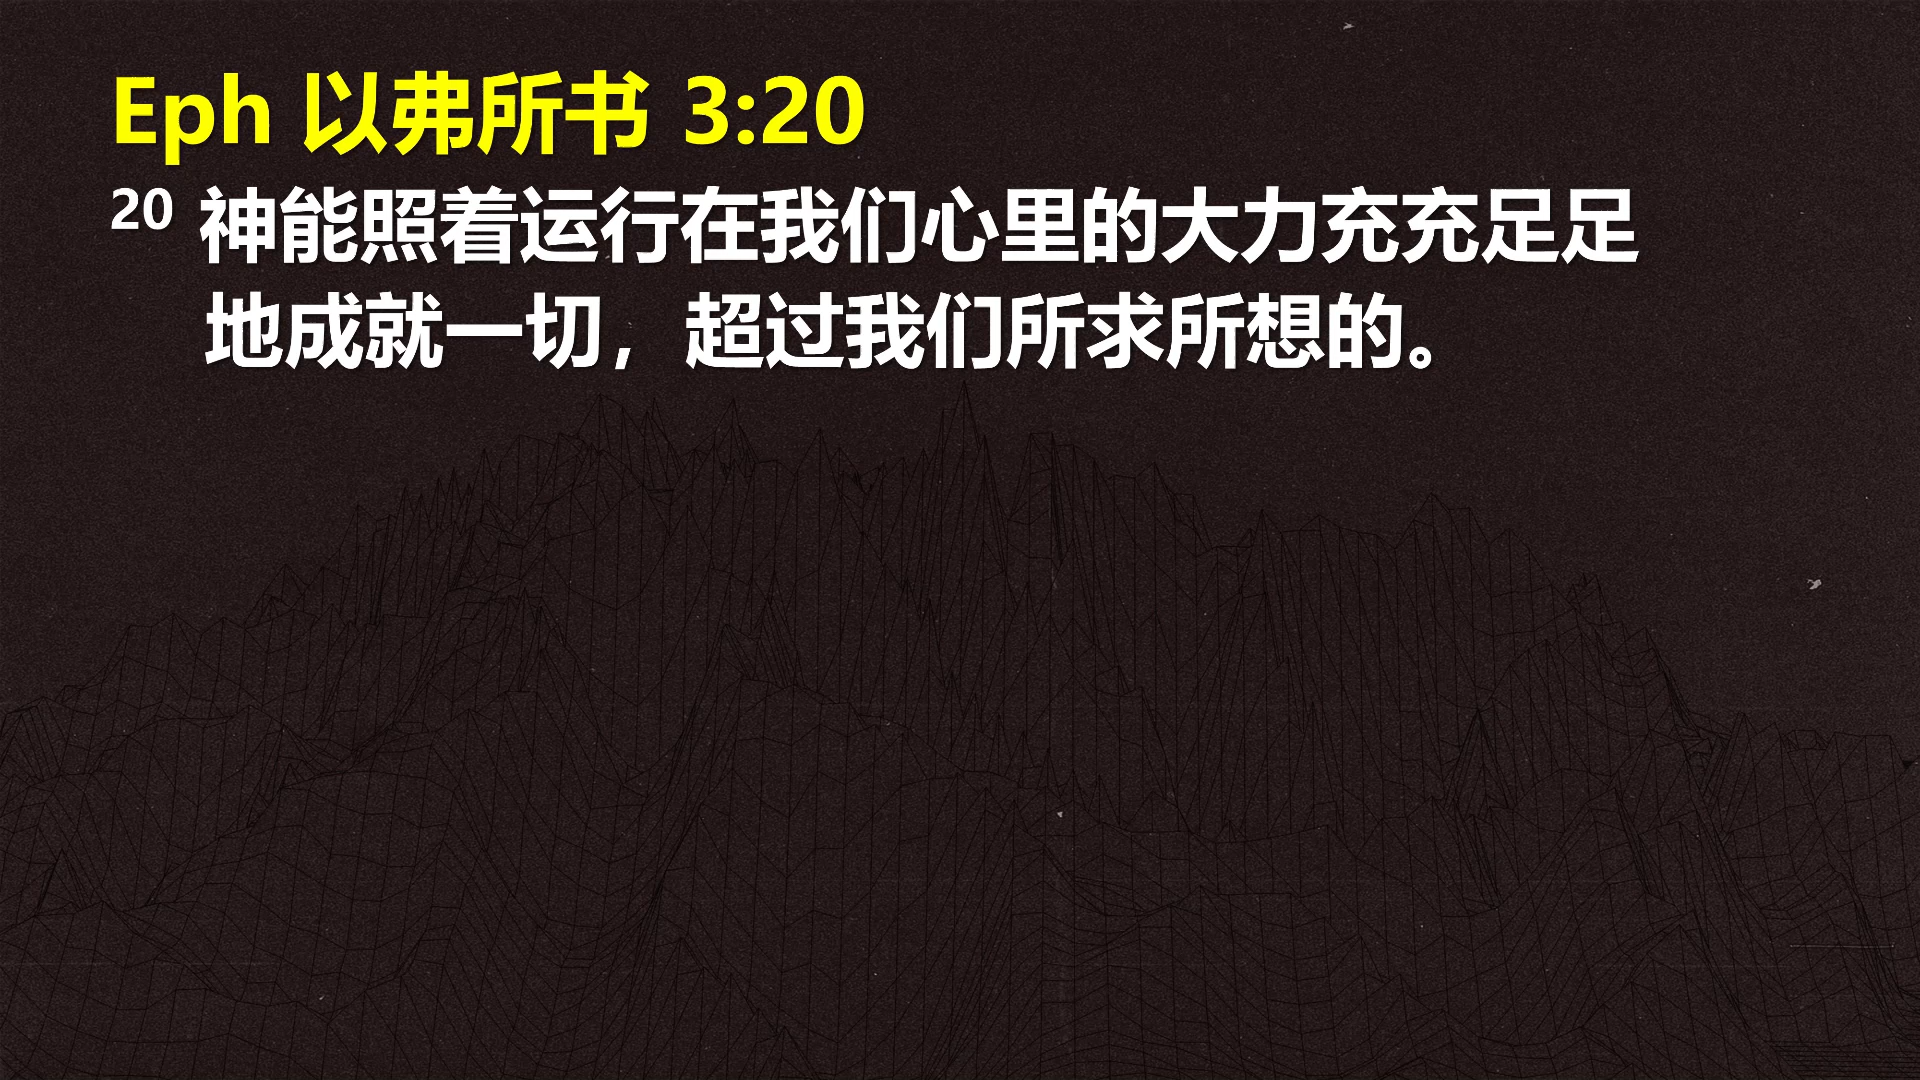 Eph 以弗所书 3:20
20 神能照着运行在我们心里的大力充充足足
地成就一切，超过我们所求所想的。